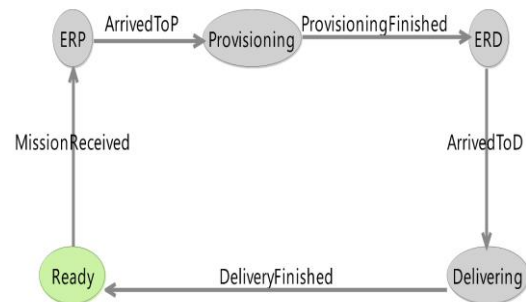 ArrivedToP
ProvisioningFinished
ERP
Provisioning
ERD
MissionReceived
ArrivedToD
Ready
DeliveryFinished
Delivering